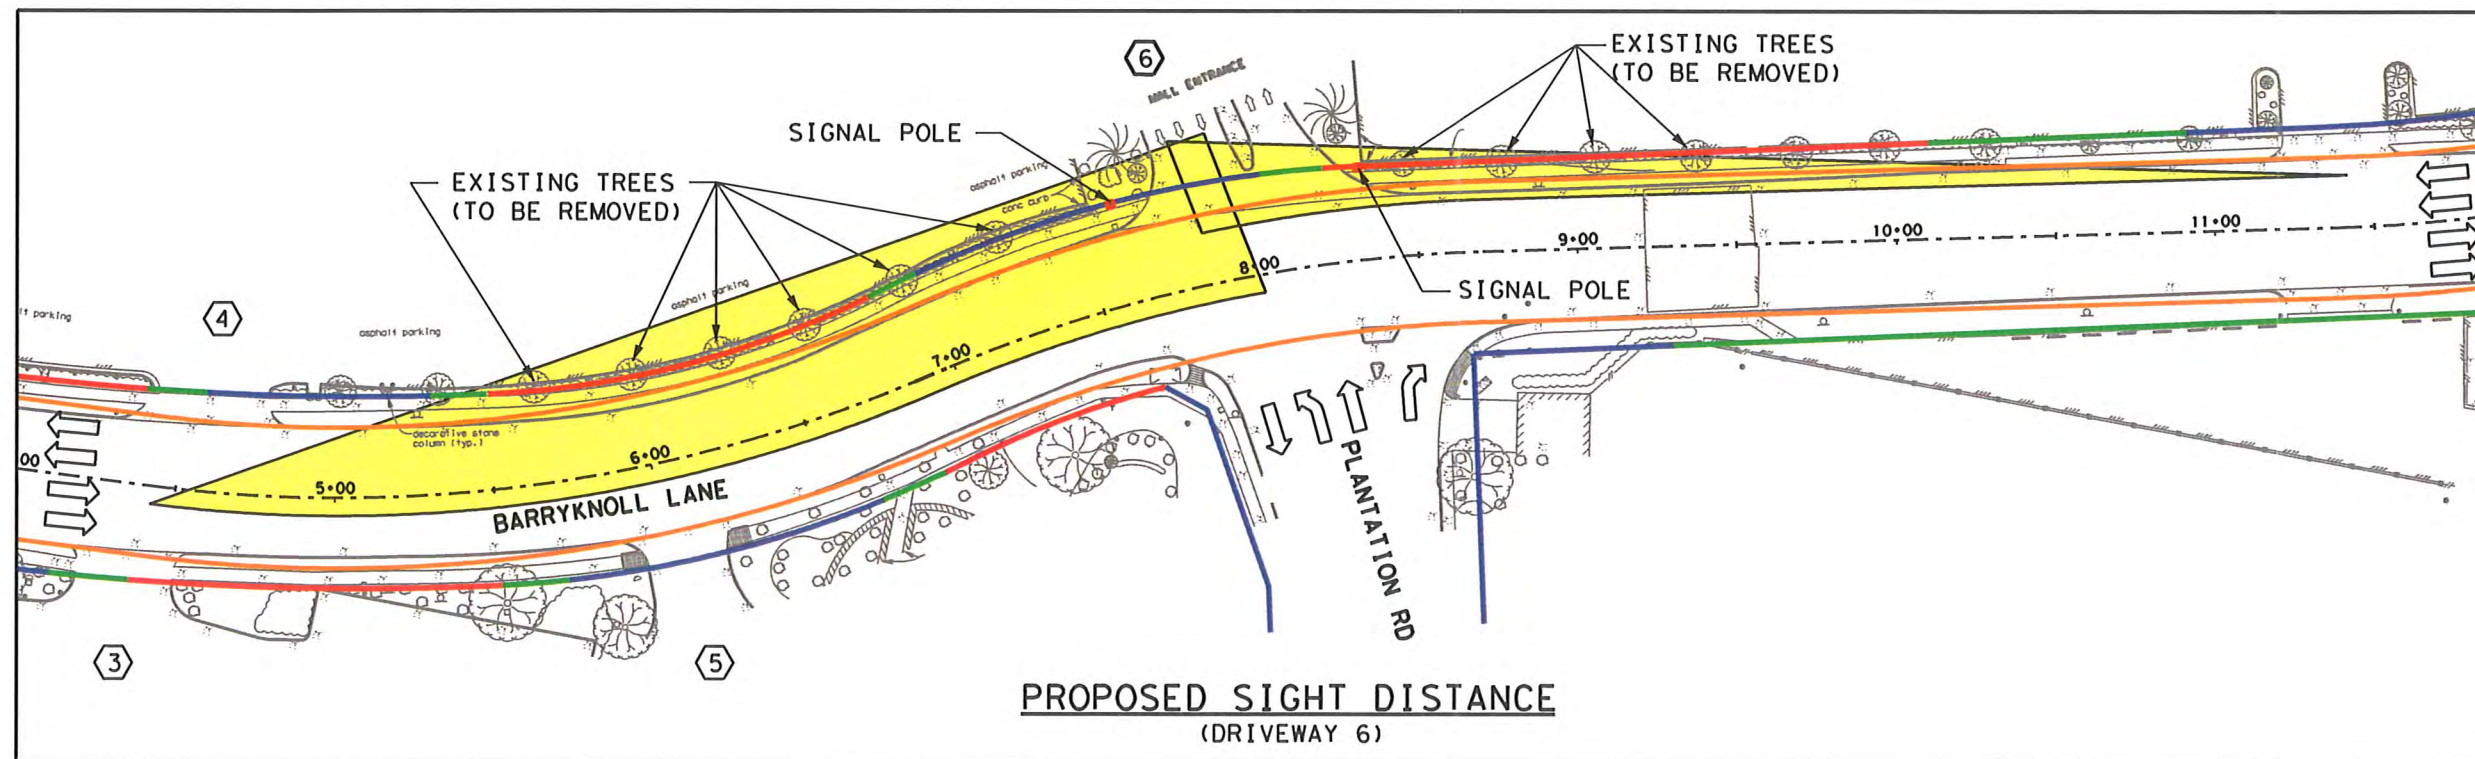 6
MALL ENTRANCE
EXISTING TREES
(TO BE REMOVED)
SIGNAL POLE
EXISTING TREES
(TO BE REMOVED)
asphalt parking
conc curb
SIGNAL POLE
asphalt parking
4
asphalt parking
lt parking
decorative stone
column (typ.)
00
5+00
6+00
7+00
8+00
9+00
10+00
11+00
BARRYKNOLL LANE
PLANTATION RD
3
5
PROPOSED SIGHT DISTANCE
(DRIVEWAY 6)